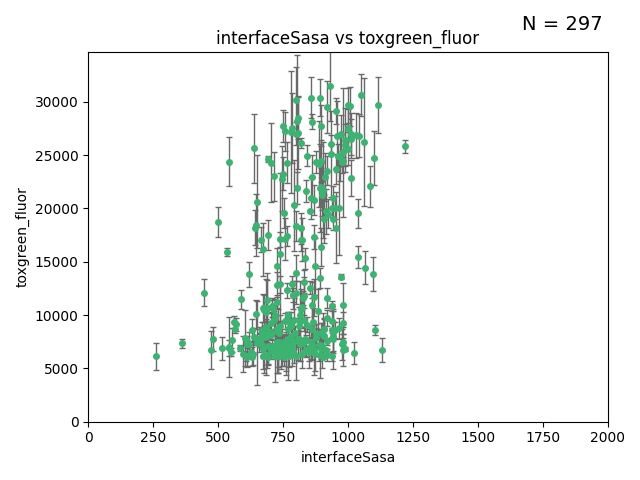 N = 297
interfaceSasa vs toxgreen_fluor
30000
25000
20000
15000
10000
5000
0
toxgreen_fluor
0 250 500 750 1000 1250 1500 1750 2000
interfaceSasa